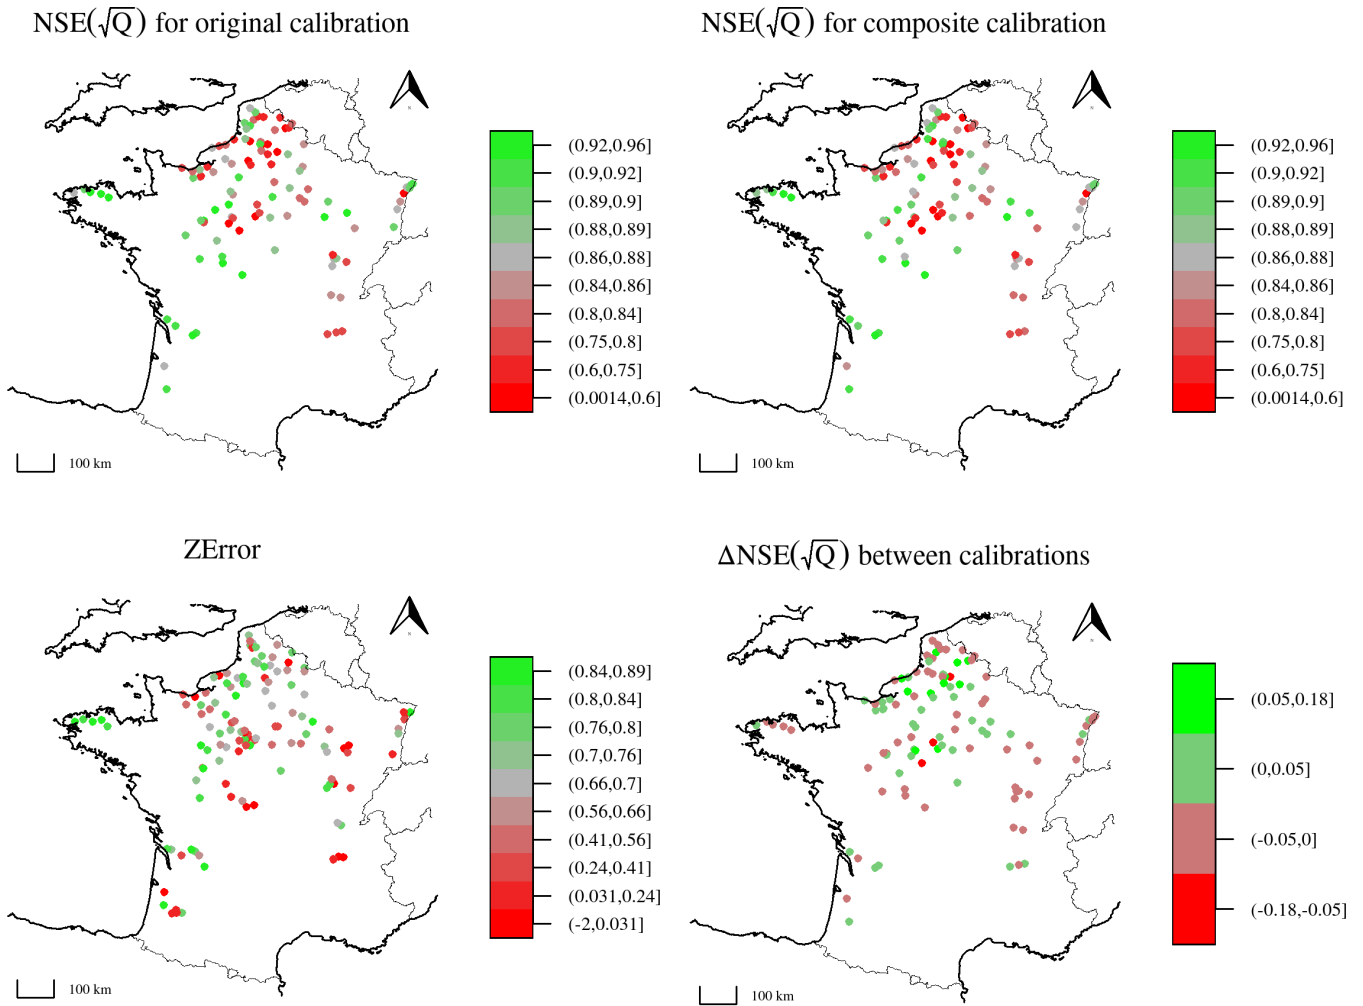 NSE(√Q) for original calibration
(0.92,0.96]
(0.9,0.92]
(0.89,0.9]
(0.88,0.89]
(0.86,0.88]
(0.84,0.86]
(0.8,0.84]
(0.75,0.8]
(0.6,0.75]
(0.0014,0.6]
N
100 km
NSE(√Q) for composite calibration
(0.92,0.96]
(0.9,0.92]
(0.89,0.9]
(0.88,0.89]
(0.86,0.88]
(0.84,0.86]
(0.8,0.84]
(0.75,0.8]
(0.6,0.75]
(0.0014,0.6]
N
100 km
ZError
(0.84,0.89]
(0.8,0.84]
(0.76,0.8]
(0.7,0.76]
(0.66,0.7]
(0.56,0.66]
(0.41,0.56]
(0.24,0.41]
(0.031,0.24]
(-2,0.031]
N
100 km
ΔNSE(√Q) between calibrations
(0.05,0.18]
(0,0.05]
(-0.05,0]
(-0.18,-0.05]
N
100 km